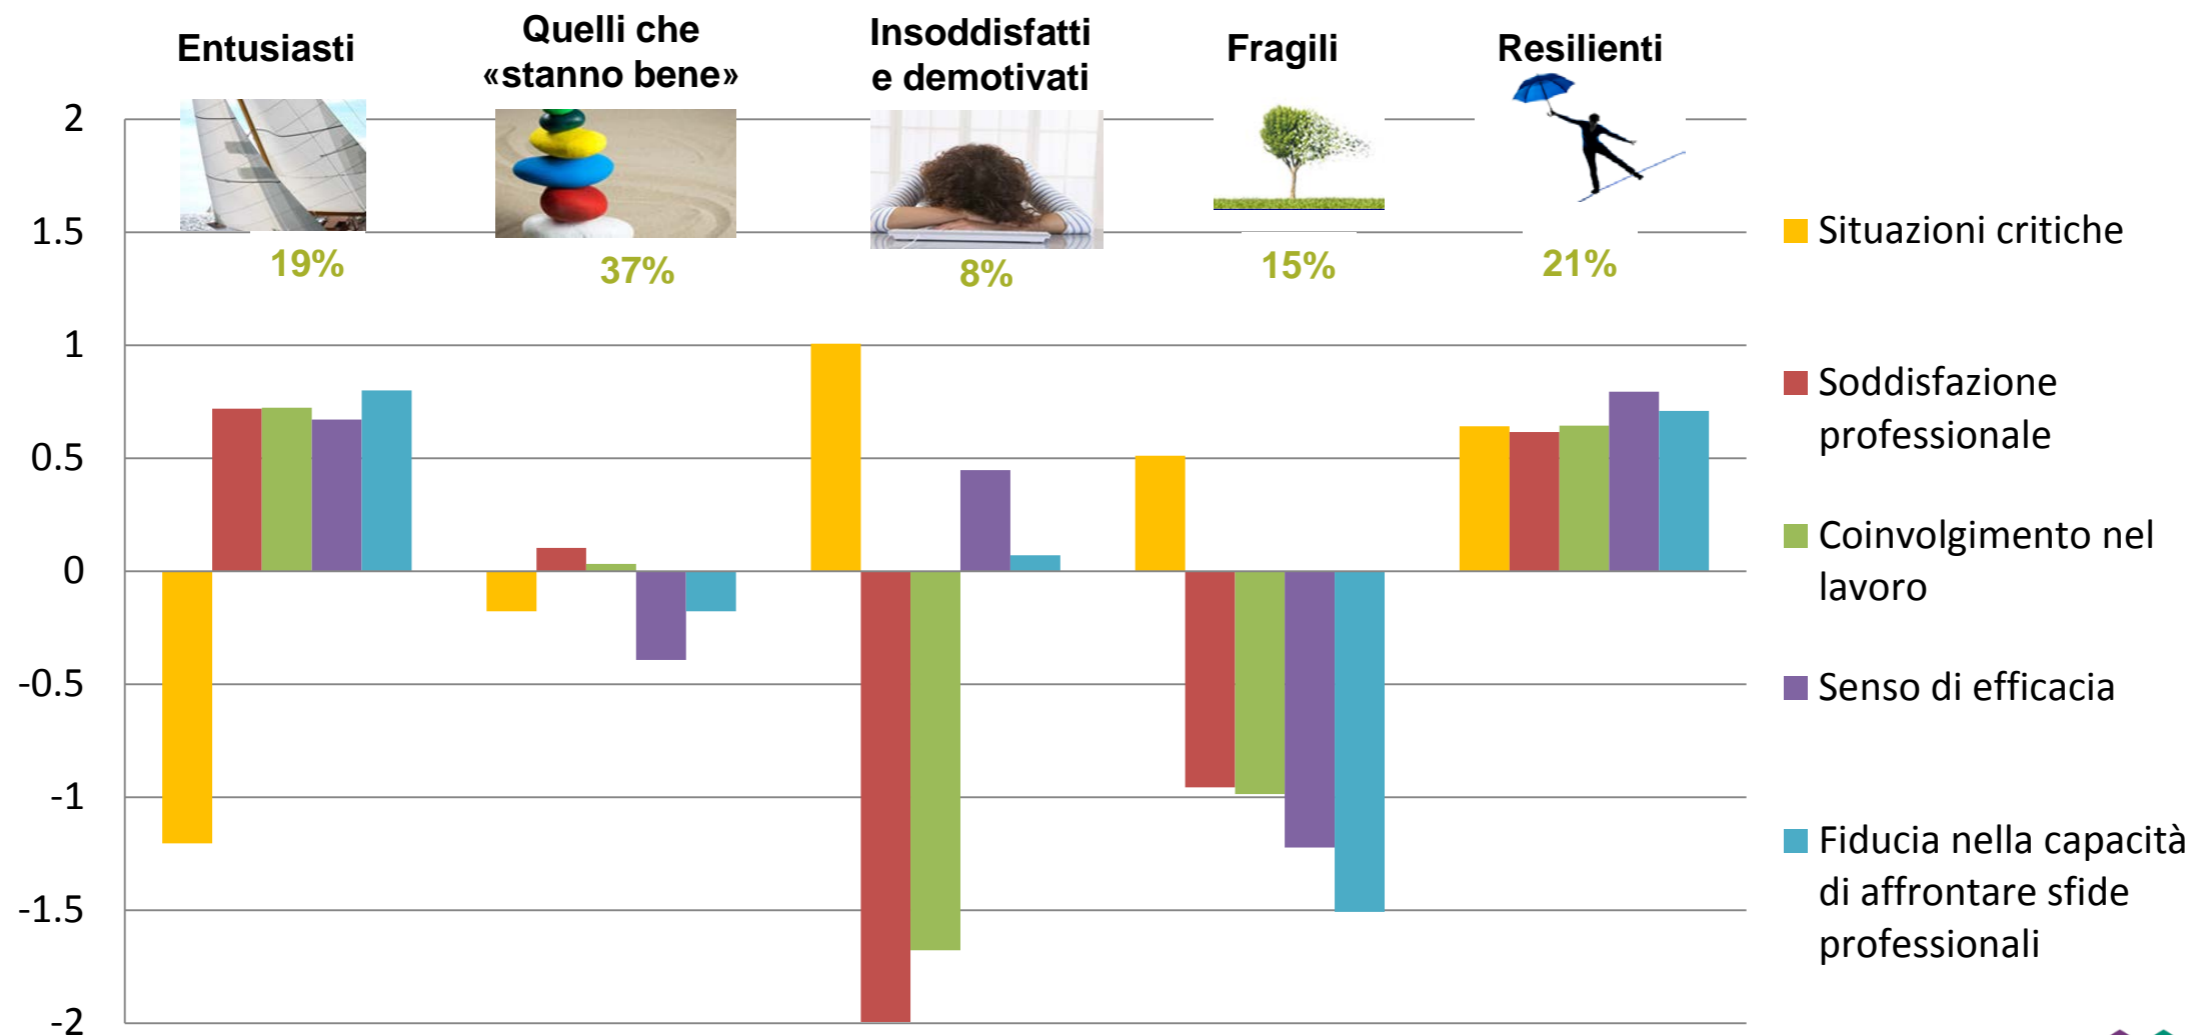 Entusiasti
Quelli che
«stanno bene»
Insoddisfatti
e demotivati
Fragili
Resilienti
2
1.5
1
0.5
0
-0.5
-1
-1.5
-2
19%
37%
8%
15%
21%
Situazioni critiche
Soddisfazione
professionale
Coinvolgimento nel
lavoro
Senso di efficacia
Fiducia nella capacità
di affrontare sfide
professionali